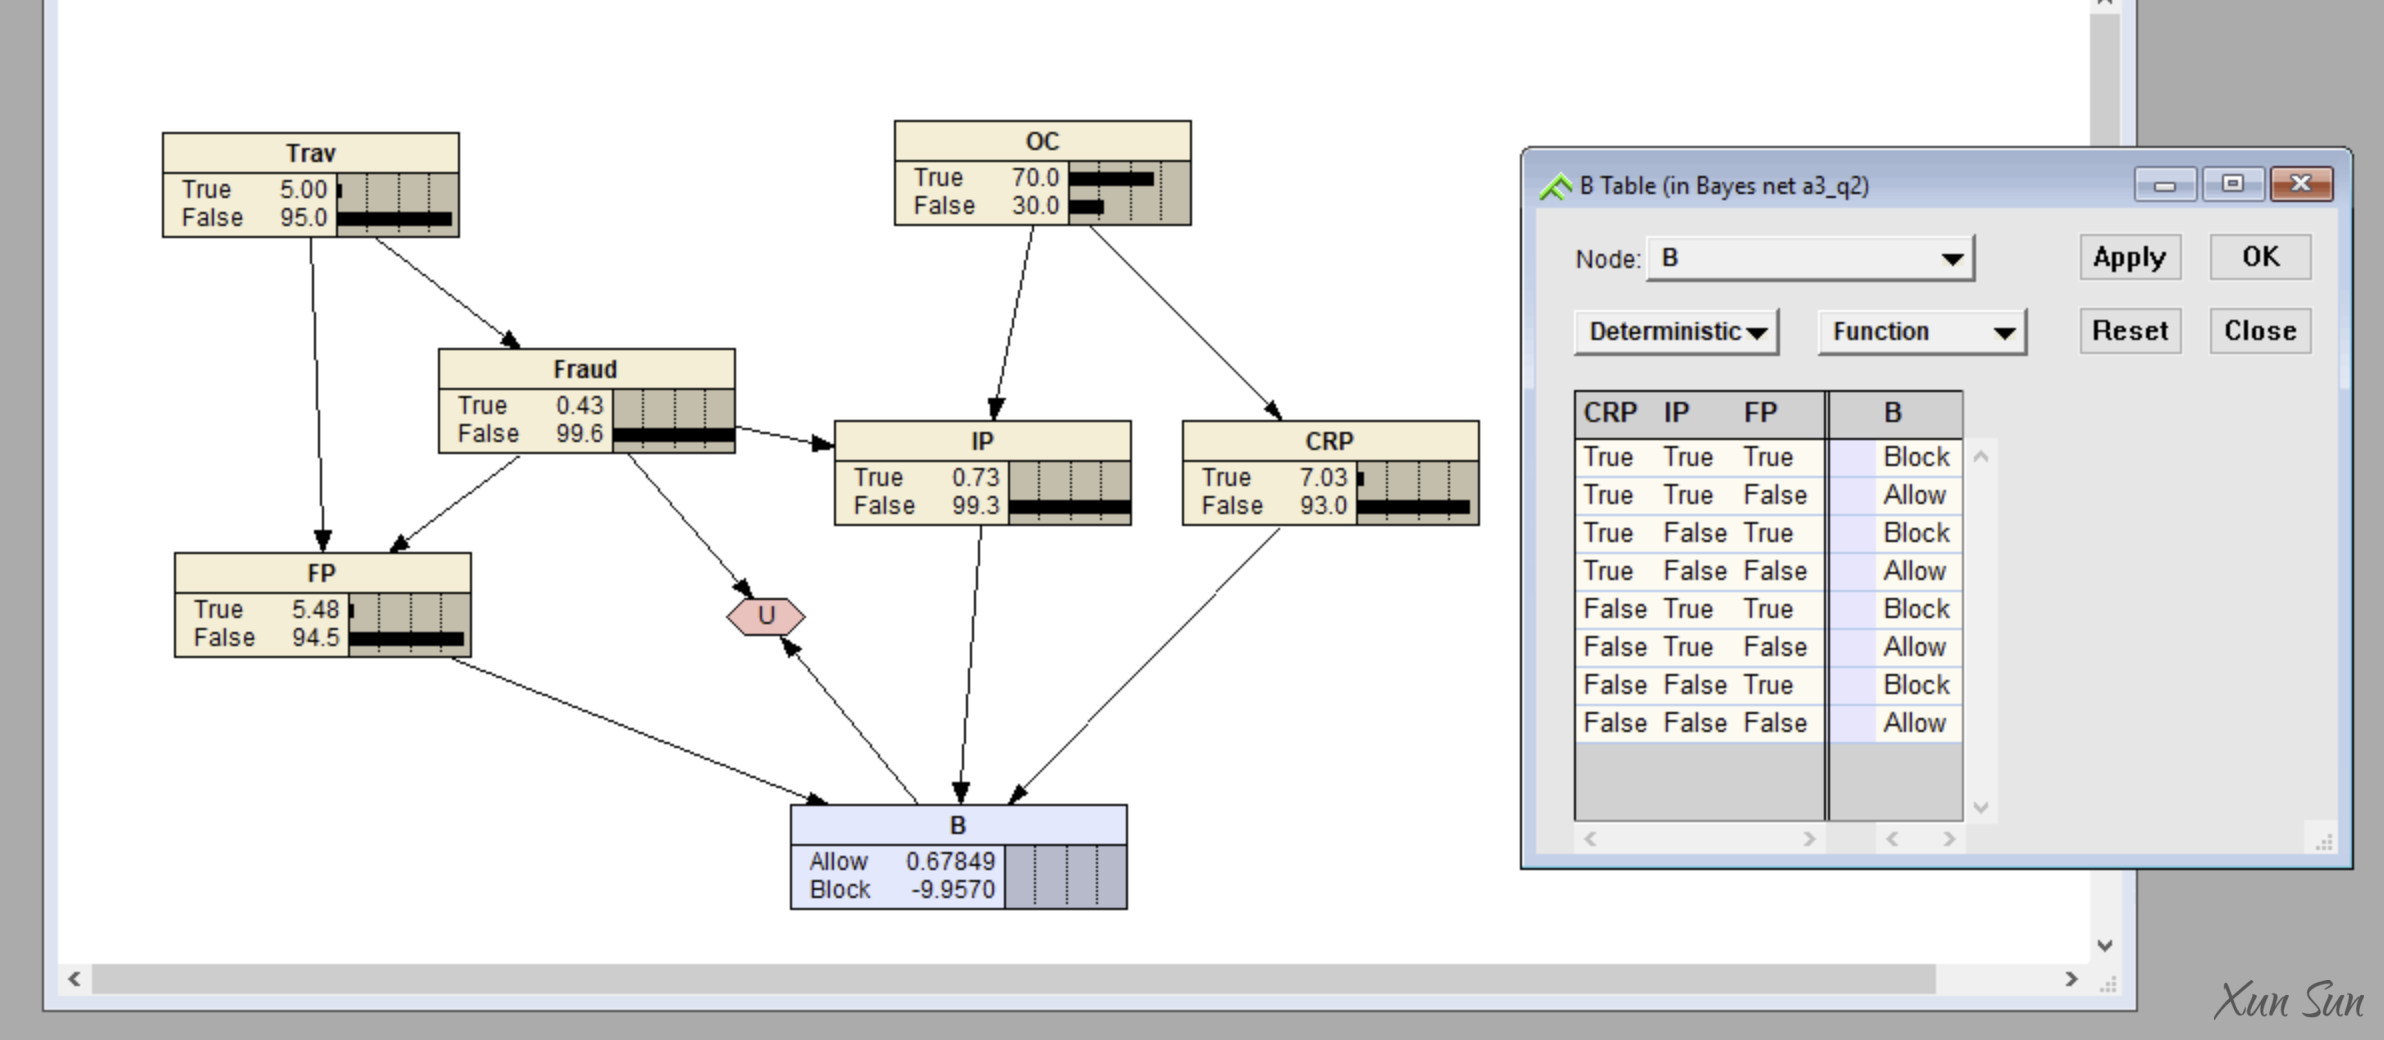 Trav
True 5.00
False 95.0
OC
True 70.0
False 30.0
Fraud
True 0.43
False 99.6
IP
True 0.73
False 99.3
CRP
True 7.03
False 93.0
FP
True 5.48
False 94.5
U
B
Allow 0.67849
Block -9.9570
B Table (in Bayes net a3_q2)
Node: B Apply OK
Deterministic Function Reset Close
CRP IP FP B
True True True Block
True True False Allow
True False True Block
True False False Allow
False True True Block
False True False Allow
False False True Block
False False False Allow
Xun Sun